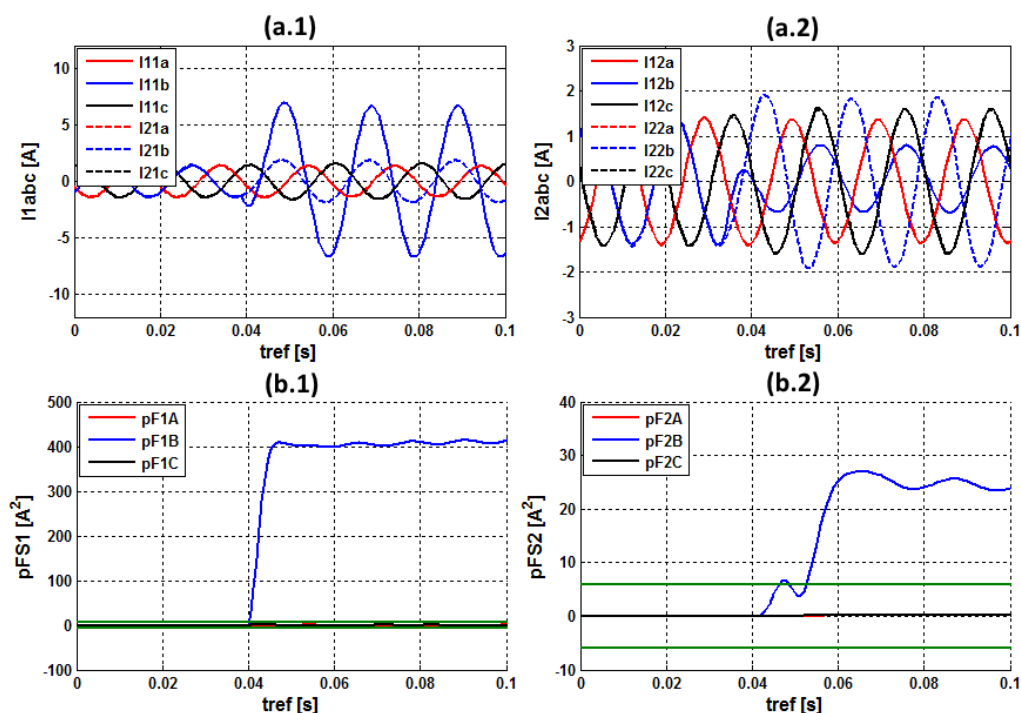 (a.1)
I1abc [A]
10
5
0
-5
-10
I11a
I11b
I11c
I21a
I21b
I21c
0
0.02
0.04
0.06
0.08
0.1
tref [s]
(a.2)
I2abc [A]
3
2
1
0
-1
-2
-3
I12a
I12b
I12c
I22a
I22b
I22c
0
0.02
0.04
0.06
0.08
0.1
tref [s]
(b.1)
pFS1 [A^2]
500
400
300
200
100
0
-100
pF1A
pF1B
pF1C
0
0.02
0.04
0.06
0.08
0.1
tref [s]
(b.2)
pFS2 [A^2]
40
30
20
10
0
-10
pF2A
pF2B
pF2C
0
0.02
0.04
0.06
0.08
0.1
tref [s]